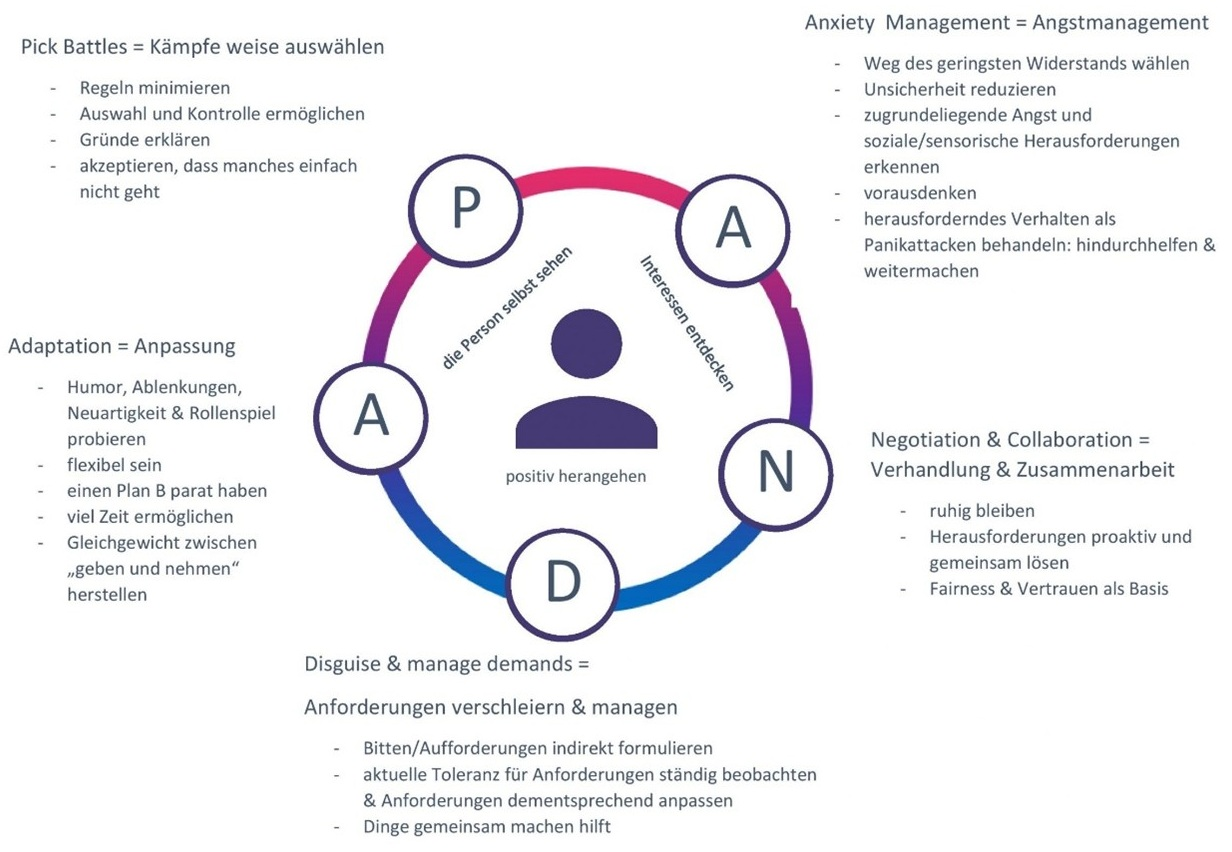 Pick Battles = Kämpfe weise auswählen
- Regeln minimieren
- Auswahl und Kontrolle ermöglichen
- Gründe erklären
- akzeptieren, dass manches einfach
nicht geht
Anxiety Management = Angstmanagement
- Weg des geringsten Widerstands wählen
- Unsicherheit reduzieren
- zugrundeliegende Angst und
soziale/sensorische Herausforderungen
erkennen
- vorausdenken
- herausforderndes Verhalten als
Panikattacken behandeln: hindurchhelfen &
weitermachen
P
A
N
D
A
die Person selbst sehen
Interessen entdecken
positiv herangehen
Adaptation = Anpassung
- Humor, Ablenkungen,
Neuartigkeit & Rollenspiel
probieren
- flexibel sein
- einen Plan B parat haben
- viel Zeit ermöglichen
- Gleichgewicht zwischen
„geben und nehmen“
herstellen
Negotiation & Collaboration =
Verhandlung & Zusammenarbeit
- ruhig bleiben
- Herausforderungen proaktiv und
gemeinsam lösen
- Fairness & Vertrauen als Basis
Disguise & manage demands =
Anforderungen verschleiern & managen
- Bitten/Aufforderungen indirekt formulieren
- aktuelle Toleranz für Anforderungen ständig beobachten
& Anforderungen dementsprechend anpassen
- Dinge gemeinsam machen hilft